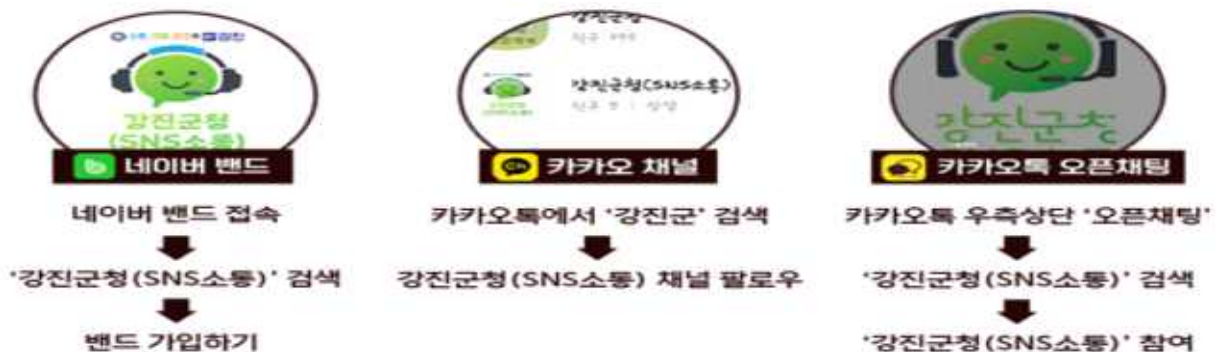 강진군청
(SNS소통)
네이버 밴드
네이버 밴드 접속
'강진군청(SNS소통)' 검색
밴드 가입하기
강진군청
강진군청(SNS소통)
카카오 채널
카카오톡에서 '강진군' 검색
강진군청(SNS소통) 채널 팔로우
강진군청
카카오톡 오픈채팅
카카오톡 우측상단 '오픈채팅'
'강진군청(SNS소통)' 검색
'강진군청(SNS소통)' 참여